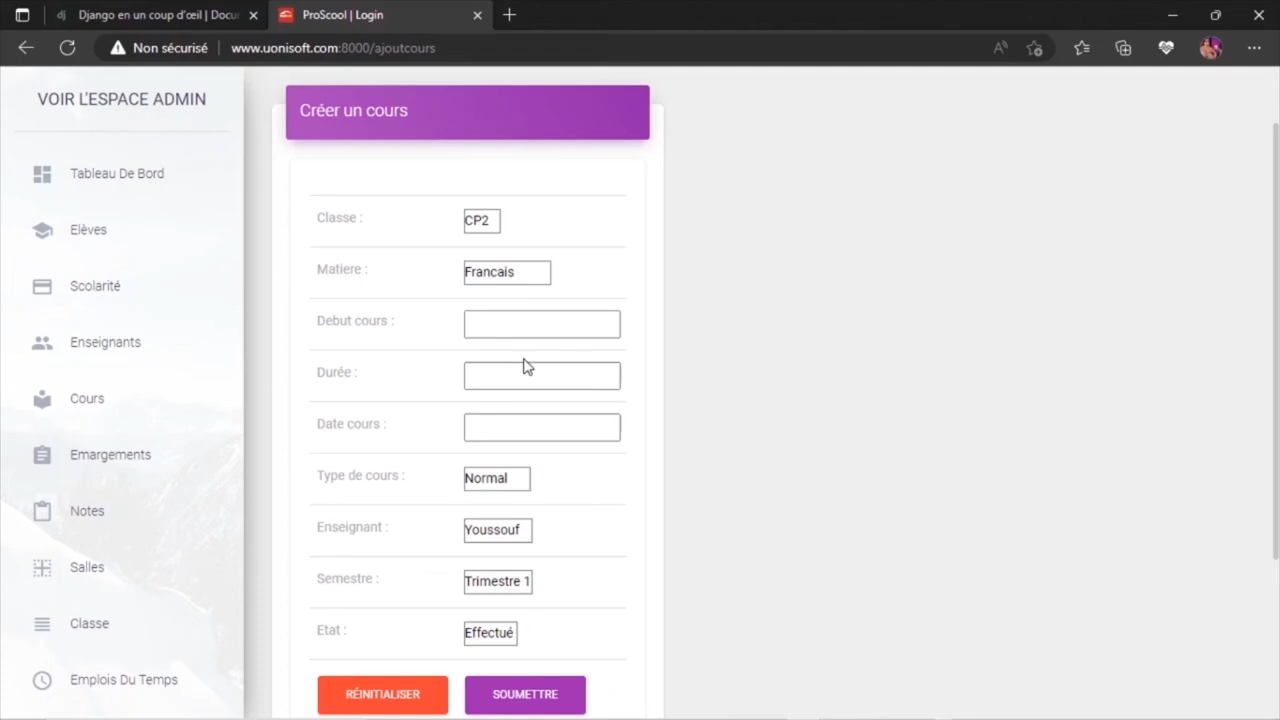 Django en un coup d'œil | Docu
ProScool | Login
Non sécurisé
www.uonisoft.com:8000/ajoutcours
VOIR L'ESPACE ADMIN
Tableau De Bord
Elèves
Scolarité
Enseignants
Cours
Emargements
Notes
Salles
Classe
Emplois Du Temps
Créer un cours
Classe : CP2
Matiere : Francais
Debut cours :
Durée :
Date cours :
Type de cours : Normal
Enseignant : Youssouf
Semestre : Trimestre 1
Etat : Effectué
RÉINITIALISER SOUMETTRE